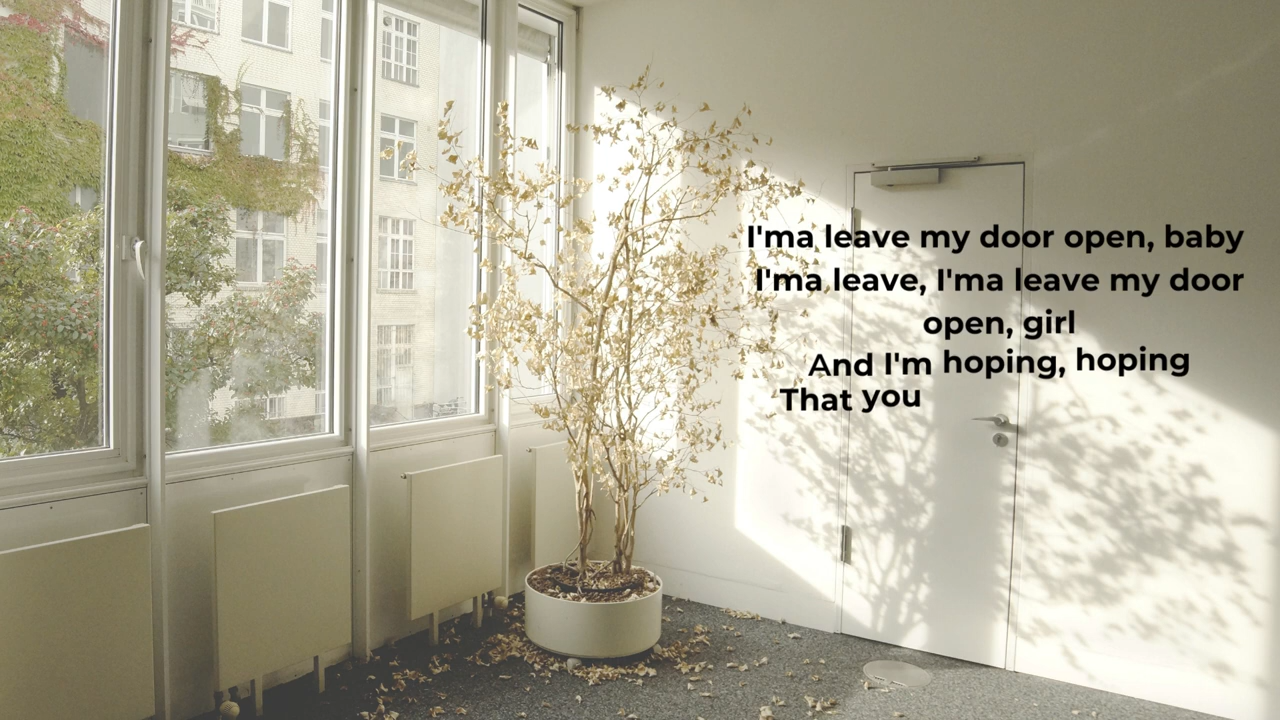 I'ma leave my door open, baby
I'ma leave, I'ma leave my door
open, girl
And I'm hoping, hoping
That you